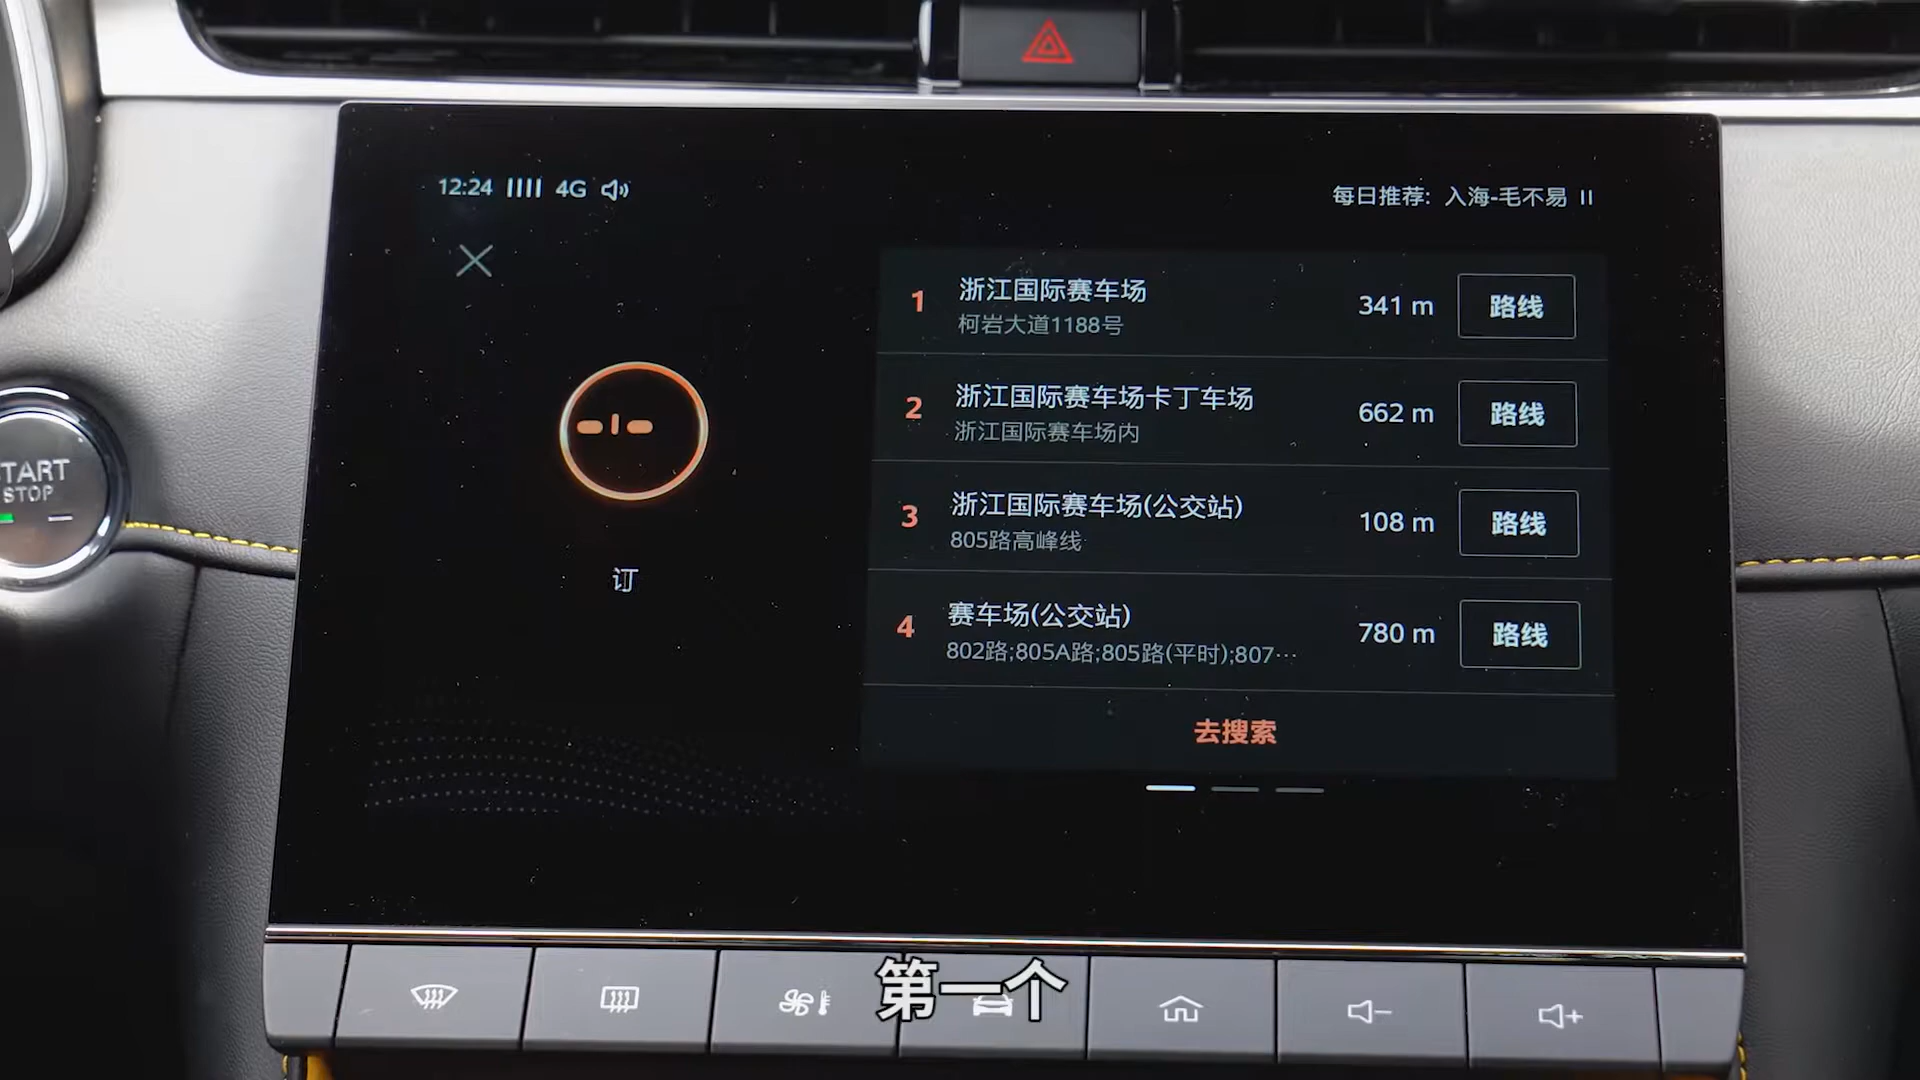 12:24 4G
每日推荐: 入海-毛不易
1 浙江国际赛车场 341 m 路线
柯岩大道1188号
2 浙江国际赛车场卡丁车场 662 m 路线
浙江国际赛车场内
3 浙江国际赛车场(公交站) 108 m 路线
805路高峰线
4 赛车场(公交站) 780 m 路线
802路;805A路;805路(平时);807…
去搜索
订
START
STOP
第一个